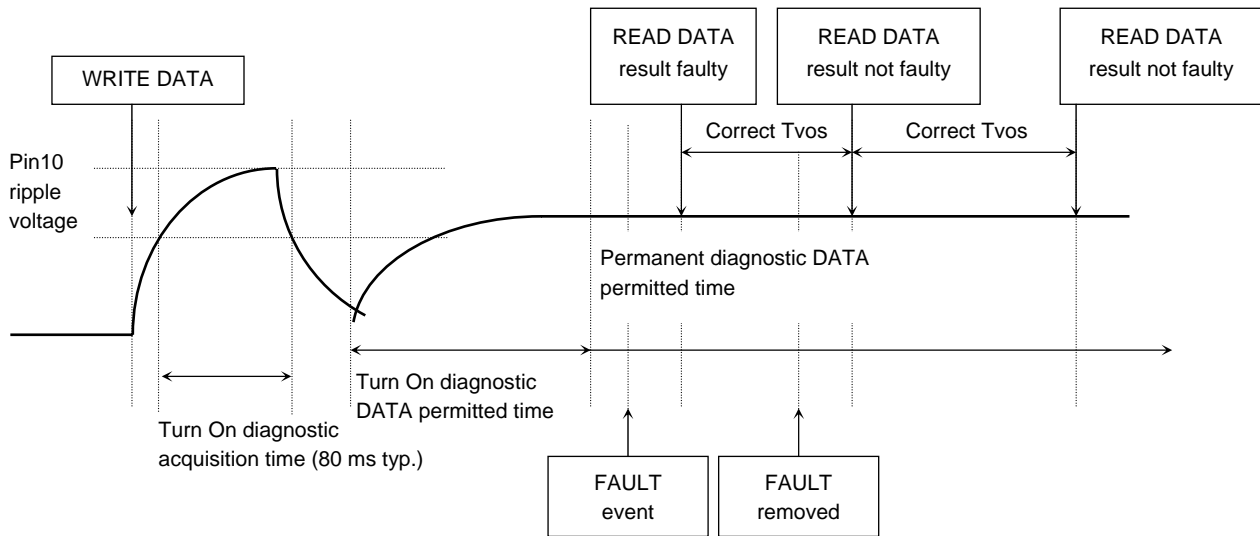 READ DATA
result faulty
READ DATA
result not faulty
READ DATA
result not faulty
WRITE DATA
Correct Tvos
Correct Tvos
Pin10
ripple
voltage
Permanent diagnostic DATA
permitted time
Turn On diagnostic
DATA permitted time
Turn On diagnostic
acquisition time (80 ms typ.)
FAULT
event
FAULT
removed